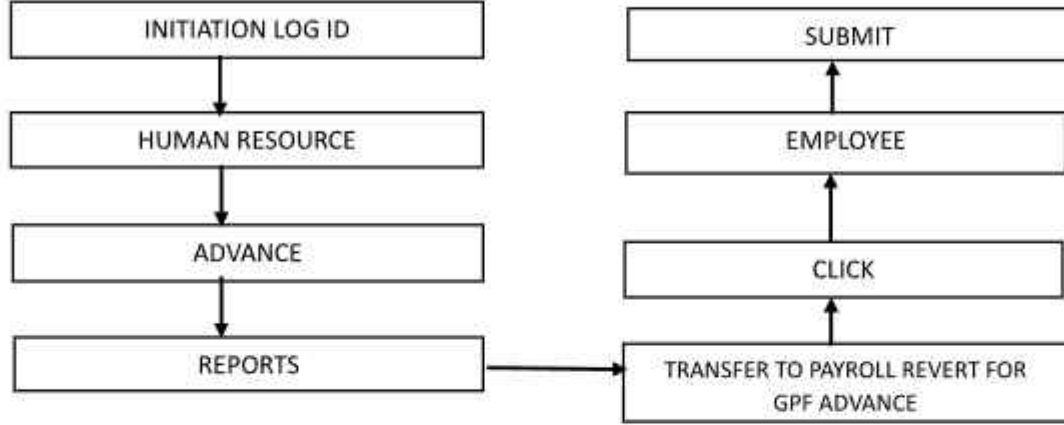 INITIATION LOG ID
HUMAN RESOURCE
ADVANCE
REPORTS
TRANSFER TO PAYROLL REVERT FOR
GPF ADVANCE
CLICK
EMPLOYEE
SUBMIT